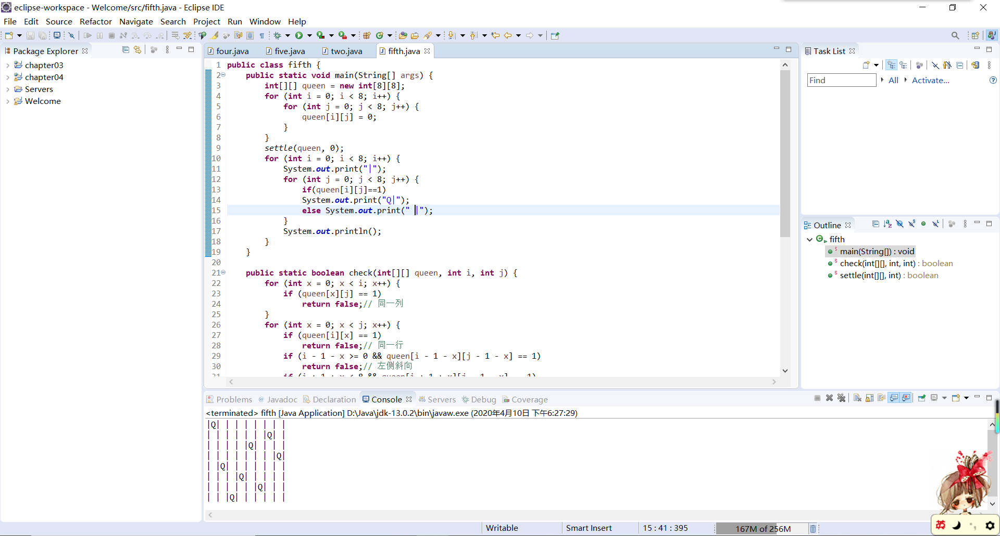 eclipse-workspace - Welcome/src/fifth.java - Eclipse IDE
File Edit Source Refactor Navigate Search Project Run Window Help
Package Explorer
chapter03
chapter04
Servers
Welcome
four.java five.java two.java fifth.java
1 public class fifth {
2 public static void main(String[] args) {
3 int[][] queen = new int[8][8];
4 for (int i = 0; i < 8; i++) {
5 for (int j = 0; j < 8; j++) {
6 queen[i][j] = 0;
7 }
8 }
9 settle(queen, 0);
10 for (int i = 0; i < 8; i++) {
11 System.out.print("|");
12 for (int j = 0; j < 8; j++) {
13 if(queen[i][j]==1)
14 System.out.print("Q|");
15 else System.out.print(" |");
16 }
17 System.out.println();
18 }
19 }
20
21 public static boolean check(int[][] queen, int i, int j) {
22 for (int x = 0; x < i; x++) {
23 if (queen[x][j] == 1)
24 return false;// 同一列
25 }
26 for (int x = 0; x < j; x++) {
27 if (queen[i][x] == 1)
28 return false;// 同一行
29 if (i - 1 - x >= 0 && queen[i - 1 - x][j - 1 - x] == 1)
30 return false;// 左侧斜向
Task List
Find All Activate...
Outline
fifth
main(String[]) : void
check(int[][], int, int) : boolean
settle(int[][], int) : boolean
Problems @ Javadoc Declaration Console Servers Debug Coverage
<terminated> fifth [Java Application] D:\Java\jdk-13.0.2\bin\javaw.exe (2020年4月10日 下午6:27:29)
|Q| | | | | | | |
| | | | | | |Q| |
| | | | |Q| | | |
| | | | | | | |Q|
| |Q| | | | | | |
| | | |Q| | | | |
| | | | | |Q| | |
| | |Q| | | | | |
Writable Smart Insert 15 : 41 : 395 167M of 256M
英